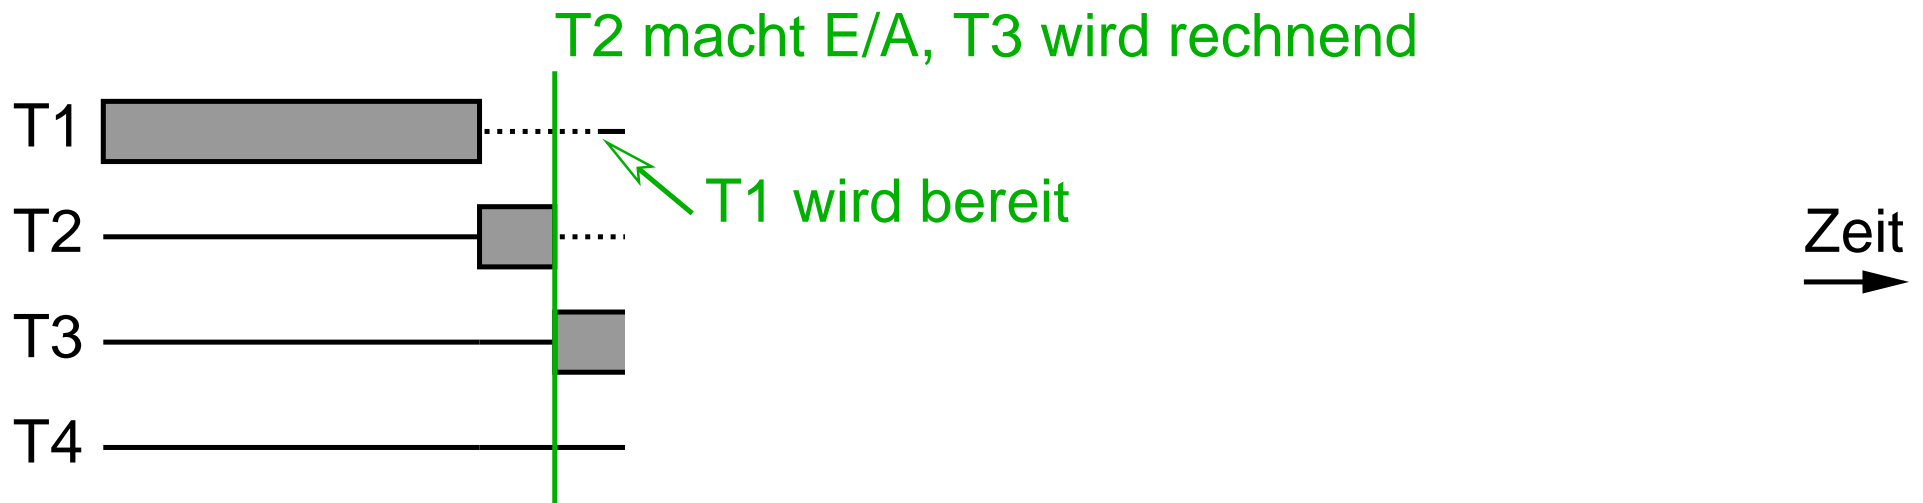 T2 macht E/A, T3 wird rechnend
T1
T1 wird bereit
T2
Zeit
T3
T4